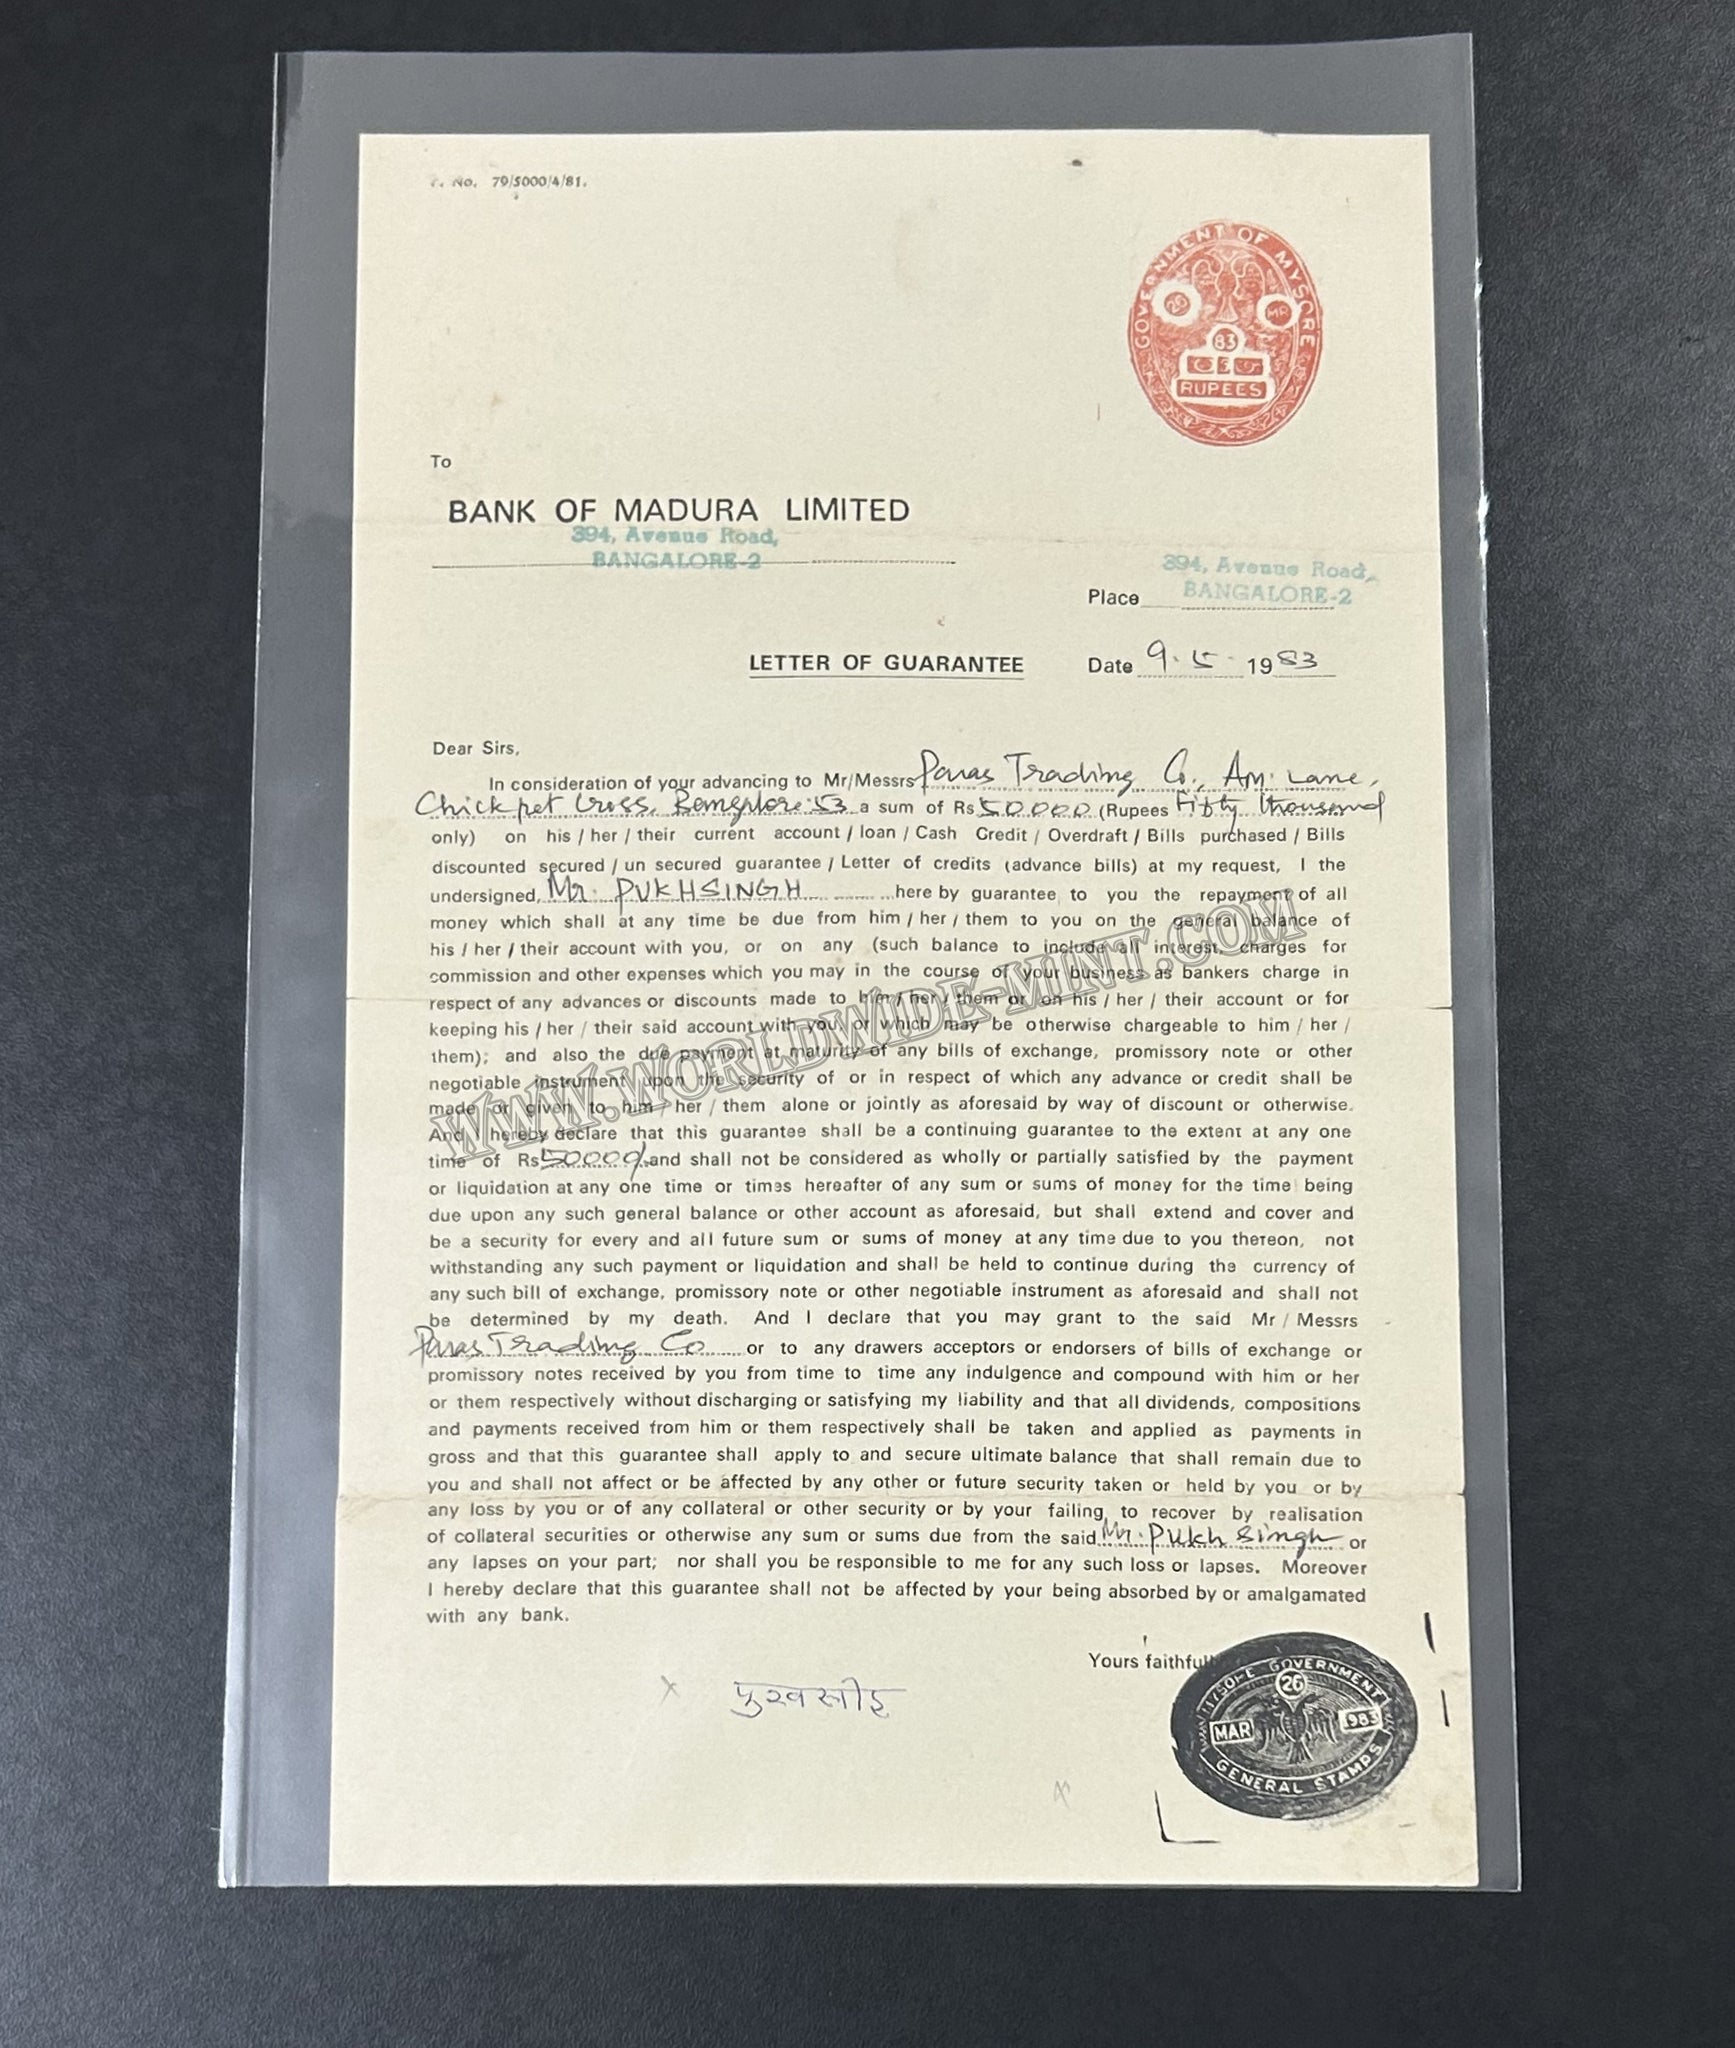 No. 79/5000/4/81.
GOVERNMENT OF MYSORE
26 MR
83
RUPEES
To
BANK OF MADURA LIMITED
394, Avenue Road,
BANGALORE-2
394, Avenue Road,
Place BANGALORE-2
LETTER OF GUARANTEE Date 9.5.1983
Dear Sirs,
In consideration of your advancing to Mr/Messrs Paras Trading Co., Am. Lane,
Chickpet Cross, Bangalore:53 a sum of Rs 50000 (Rupees Fifty thousand
only) on his / her / their current account / loan / Cash Credit / Overdraft / Bills purchased / Bills
discounted secured / un secured guarantee / Letter of credits (advance bills) at my request, I the
undersigned, Mr. PUKHSINGH here by guarantee to you the repayment of all
money which shall at any time be due from him / her / them to you on the general balance of
his / her / their account with you, or on any (such balance to include all interest, charges for
commission and other expenses which you may in the course of your business as bankers charge in
respect of any advances or discounts made to him / her / them or on his / her / their account or for
keeping his / her / their said account with you, or which may be otherwise chargeable to him / her /
them); and also the due payment at maturity of any bills of exchange, promissory note or other
negotiable instrument upon the security of or in respect of which any advance or credit shall be
made or given to him / her / them alone or jointly as aforesaid by way of discount or otherwise.
And I hereby declare that this guarantee shall be a continuing guarantee to the extent at any one
time of Rs 50000/- and shall not be considered as wholly or partially satisfied by the payment
or liquidation at any one time or times hereafter of any sum or sums of money for the time being
due upon any such general balance or other account as aforesaid, but shall extend and cover and
be a security for every and all future sum or sums of money at any time due to you thereon, not
withstanding any such payment or liquidation and shall be held to continue during the currency of
any such bill of exchange, promissory note or other negotiable instrument as aforesaid and shall not
be determined by my death. And I declare that you may grant to the said Mr / Messrs
Paras Trading Co or to any drawers acceptors or endorsers of bills of exchange or
promissory notes received by you from time to time any indulgence and compound with him or her
or them respectively without discharging or satisfying my liability and that all dividends, compositions
and payments received from him or them respectively shall be taken and applied as payments in
gross and that this guarantee shall apply to and secure ultimate balance that shall remain due to
you and shall not affect or be affected by any other or future security taken or held by you or by
any loss by you or of any collateral or other security or by your failing to recover by realisation
of collateral securities or otherwise any sum or sums due from the said Mr. Pukh Singh or
any lapses on your part; nor shall you be responsible to me for any such loss or lapses. Moreover
I hereby declare that this guarantee shall not be affected by your being absorbed by or amalgamated
with any bank.
Yours faithfull
पुखसींह
MYSORE GOVERNMENT
26
MAR 1983
GENERAL STAMPS
WWW.WORLDWIDE-MINT.COM